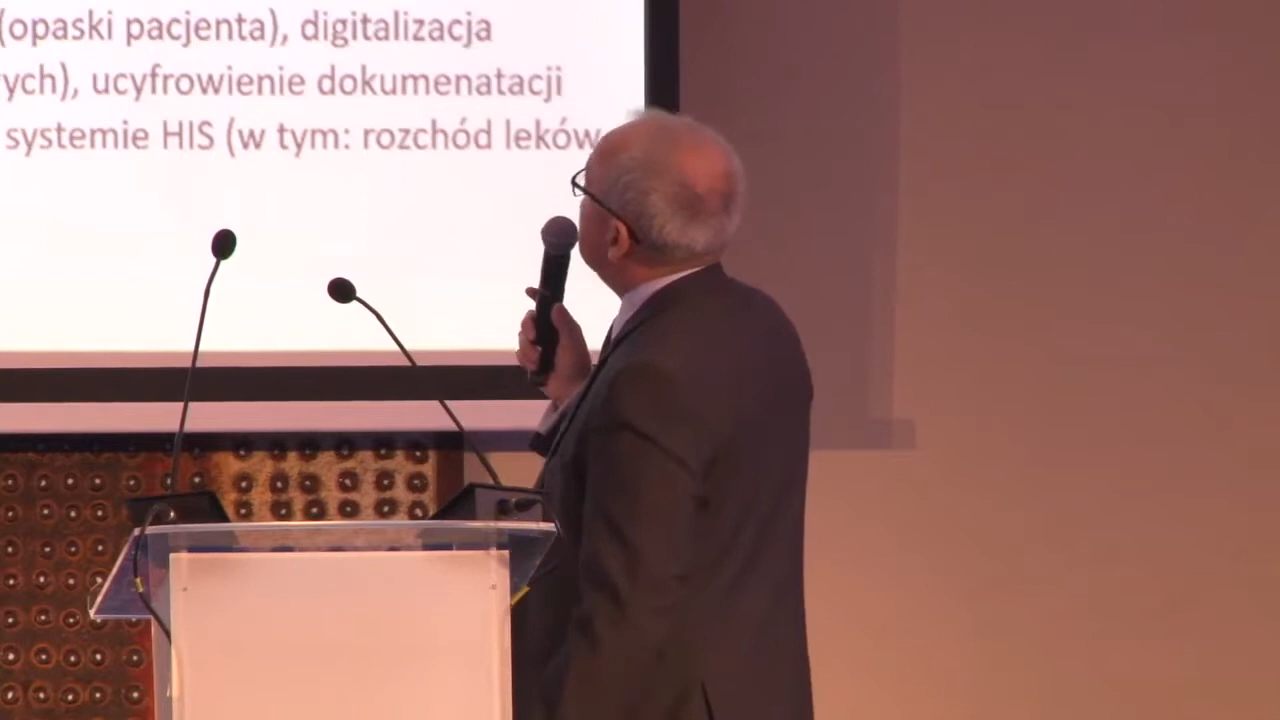 (opaski pacjenta), digitalizacja
ych), ucyfrowienie dokumenatacji
systemie HIS (w tym: rozchód leków